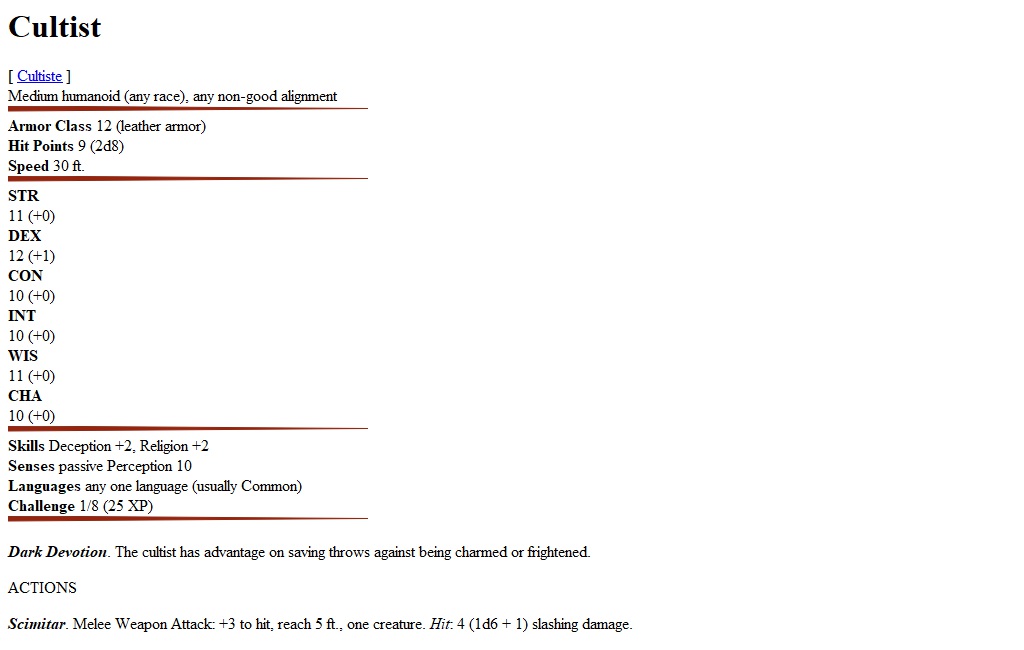 Cultist
[ Cultiste ]
Medium humanoid (any race), any non-good alignment
Armor Class 12 (leather armor)
Hit Points 9 (2d8)
Speed 30 ft.
STR
11 (+0)
DEX
12 (+1)
CON
10 (+0)
INT
10 (+0)
WIS
11 (+0)
CHA
10 (+0)
Skills Deception +2, Religion +2
Senses passive Perception 10
Languages any one language (usually Common)
Challenge 1/8 (25 XP)
Dark Devotion. The cultist has advantage on saving throws against being charmed or frightened.
ACTIONS
Scimitar. Melee Weapon Attack: +3 to hit, reach 5 ft., one creature. Hit: 4 (1d6 + 1) slashing damage.